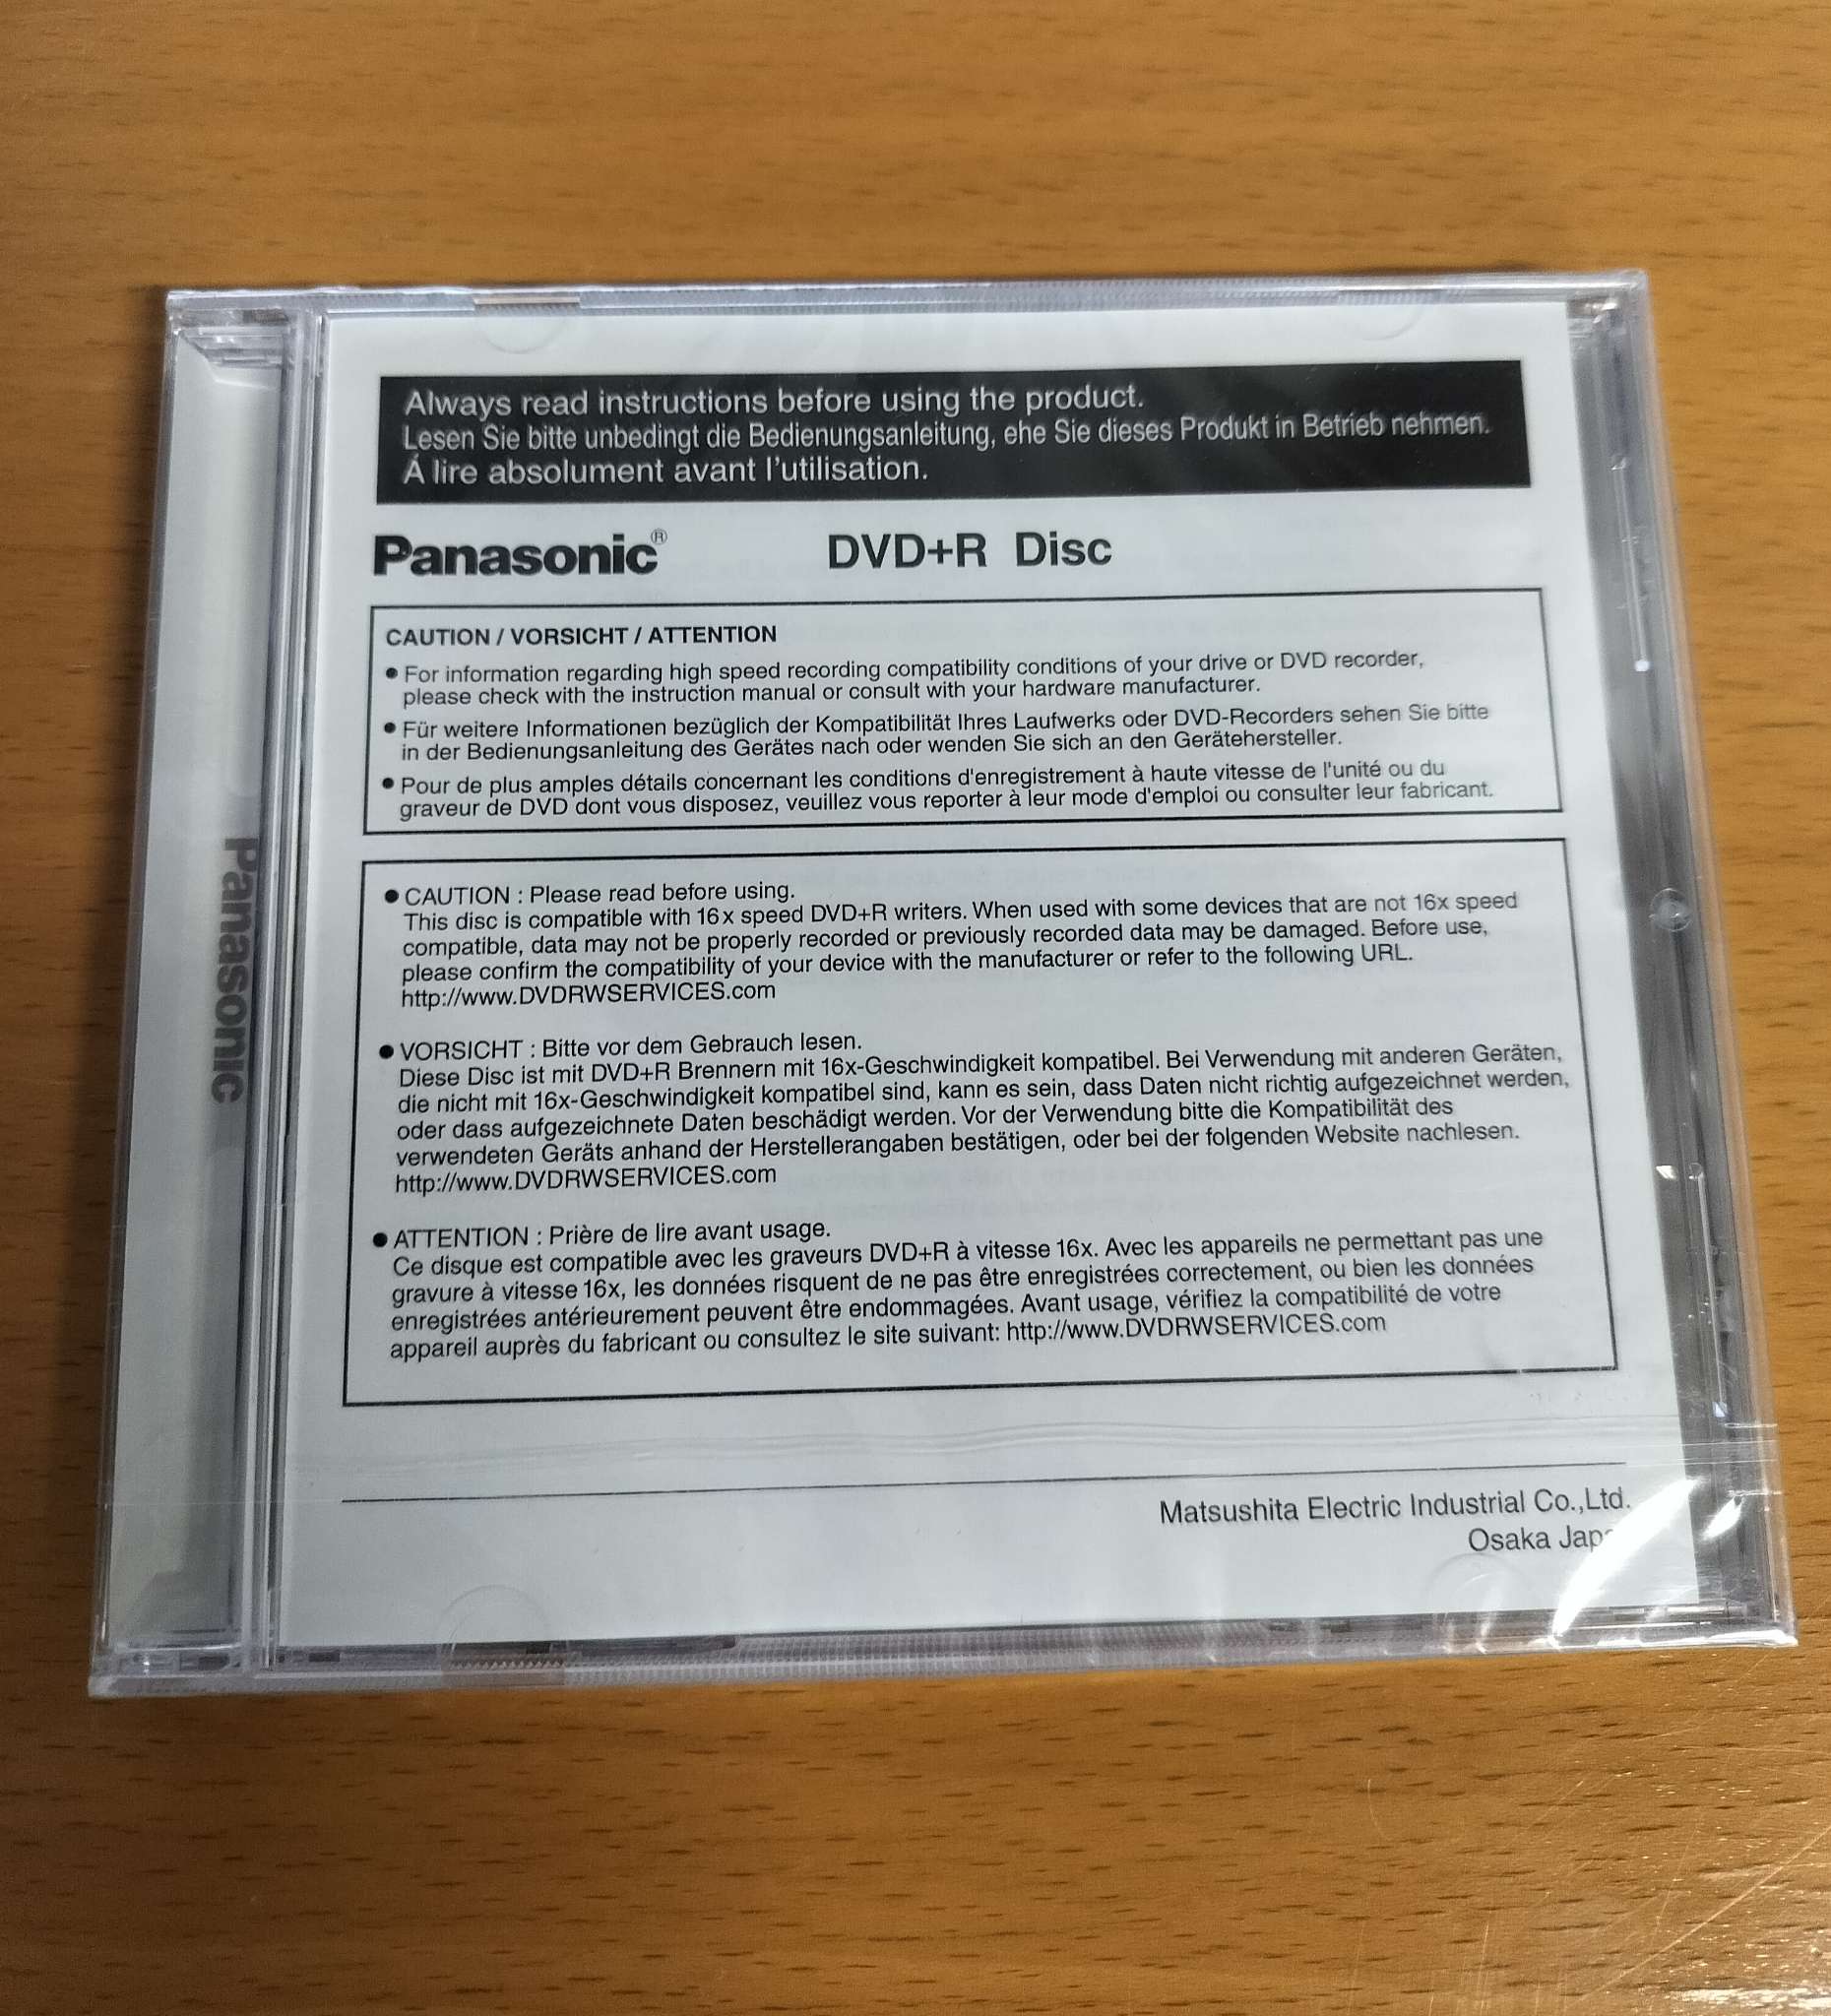 Always read instructions before using the product.
Lesen Sie bitte unbedingt die Bedienungsanleitung, ehe Sie dieses Produkt in Betrieb nehmen.
Á lire absolument avant l'utilisation.
Panasonic® DVD+R Disc
CAUTION / VORSICHT / ATTENTION
● For information regarding high speed recording compatibility conditions of your drive or DVD recorder,
please check with the instruction manual or consult with your hardware manufacturer.
● Für weitere Informationen bezüglich der Kompatibilität Ihres Laufwerks oder DVD-Recorders sehen Sie bitte
in der Bedienungsanleitung des Gerätes nach oder wenden Sie sich an den Gerätehersteller.
● Pour de plus amples détails concernant les conditions d'enregistrement à haute vitesse de l'unité ou du
graveur de DVD dont vous disposez, veuillez vous reporter à leur mode d'emploi ou consulter leur fabricant.
● CAUTION : Please read before using.
This disc is compatible with 16x speed DVD+R writers. When used with some devices that are not 16x speed
compatible, data may not be properly recorded or previously recorded data may be damaged. Before use,
please confirm the compatibility of your device with the manufacturer or refer to the following URL.
http://www.DVDRWSERVICES.com
● VORSICHT : Bitte vor dem Gebrauch lesen.
Diese Disc ist mit DVD+R Brennern mit 16x-Geschwindigkeit kompatibel. Bei Verwendung mit anderen Geräten,
die nicht mit 16x-Geschwindigkeit kompatibel sind, kann es sein, dass Daten nicht richtig aufgezeichnet werden,
oder dass aufgezeichnete Daten beschädigt werden. Vor der Verwendung bitte die Kompatibilität des
verwendeten Geräts anhand der Herstellerangaben bestätigen, oder bei der folgenden Website nachlesen.
http://www.DVDRWSERVICES.com
● ATTENTION : Prière de lire avant usage.
Ce disque est compatible avec les graveurs DVD+R à vitesse 16x. Avec les appareils ne permettant pas une
gravure à vitesse 16x, les données risquent de ne pas être enregistrées correctement, ou bien les données
enregistrées antérieurement peuvent être endommagées. Avant usage, vérifiez la compatibilité de votre
appareil auprès du fabricant ou consultez le site suivant: http://www.DVDRWSERVICES.com
Matsushita Electric Industrial Co.,Ltd.
Osaka
Panasonic